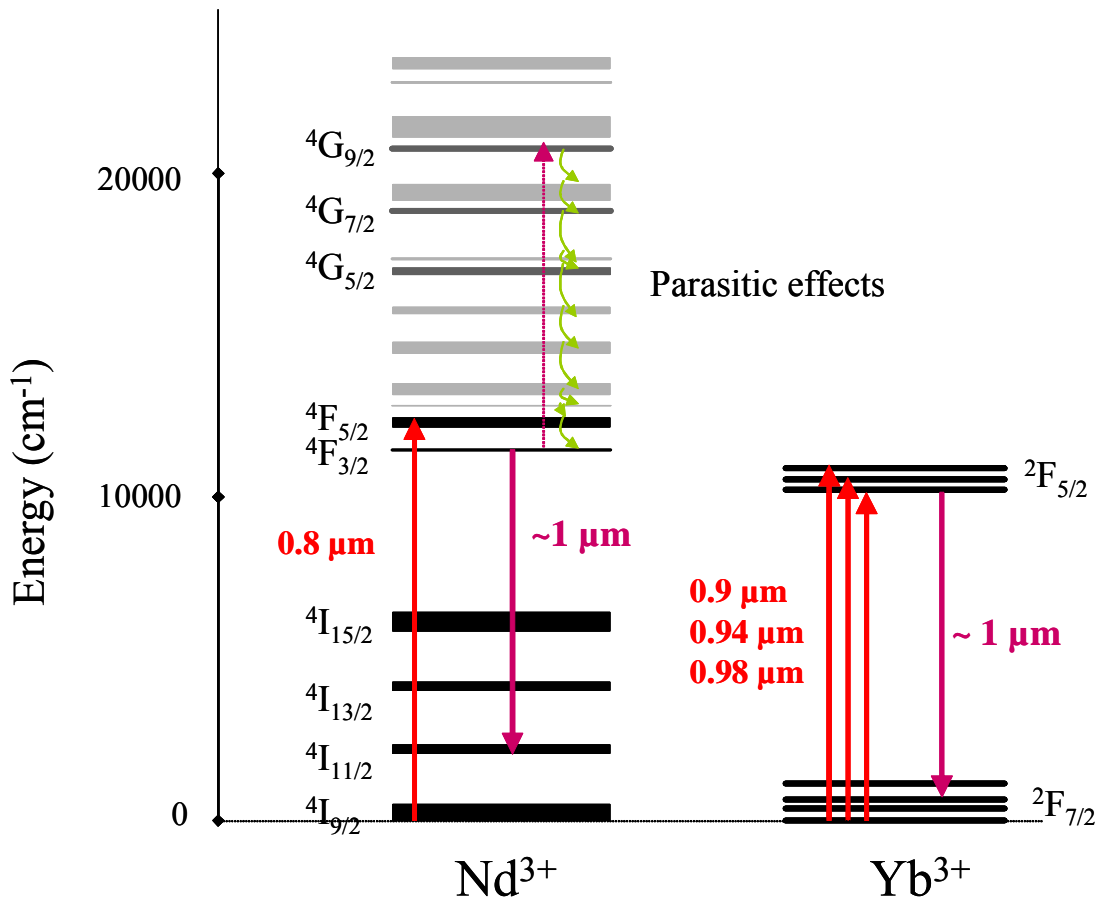 ⁴G₉/₂
20000
⁴G₇/₂
⁴G₅/₂
Parasitic effects
⁴F₅/₂
⁴F₃/₂
10000
²F₅/₂
Energy (cm⁻¹)
0.8 µm
~1 µm
0.9 µm
0.94 µm
0.98 µm
~ 1 µm
⁴I₁₅/₂
⁴I₁₃/₂
⁴I₁₁/₂
0
⁴I₉/₂
²F₇/₂
Nd³⁺
Yb³⁺